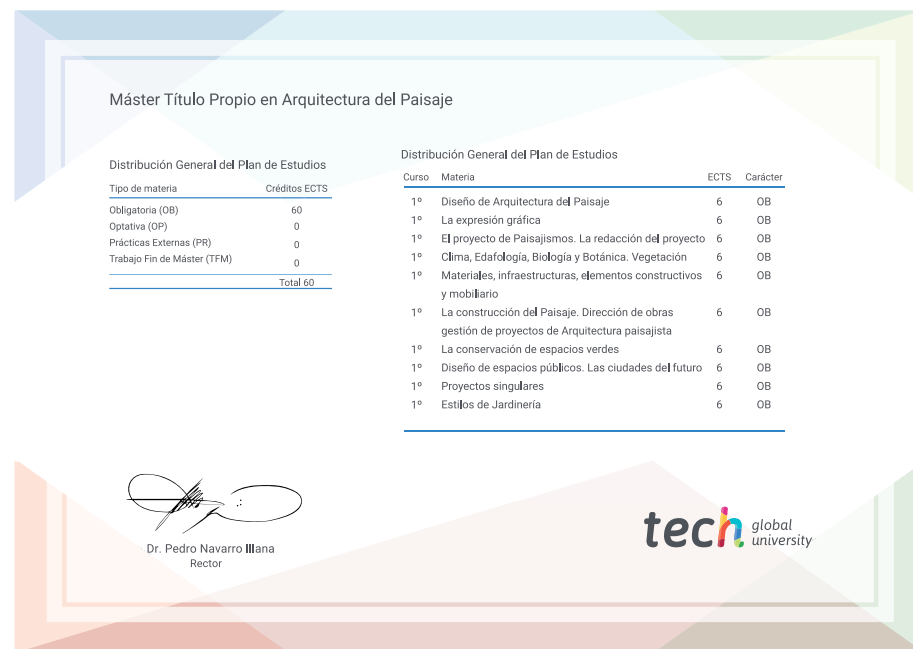 Máster Título Propio en Arquitectura del Paisaje
Distribución General del Plan de Estudios
Tipo de materia Créditos ECTS
Obligatoria (OB) 60
Optativa (OP) 0
Prácticas Externas (PR) 0
Trabajo Fin de Máster (TFM) 0
Total 60
Distribución General del Plan de Estudios
Curso Materia ECTS Carácter
1º Diseño de Arquitectura del Paisaje 6 OB
1º La expresión gráfica 6 OB
1º El proyecto de Paisajismos. La redacción del proyecto 6 OB
1º Clima, Edafología, Biología y Botánica. Vegetación 6 OB
1º Materiales, infraestructuras, elementos constructivos 6 OB
y mobiliario
1º La construcción del Paisaje. Dirección de obras 6 OB
gestión de proyectos de Arquitectura paisajista
1º La conservación de espacios verdes 6 OB
1º Diseño de espacios públicos. Las ciudades del futuro 6 OB
1º Proyectos singulares 6 OB
1º Estilos de Jardinería 6 OB
Dr. Pedro Navarro Illana
Rector
tech global
university